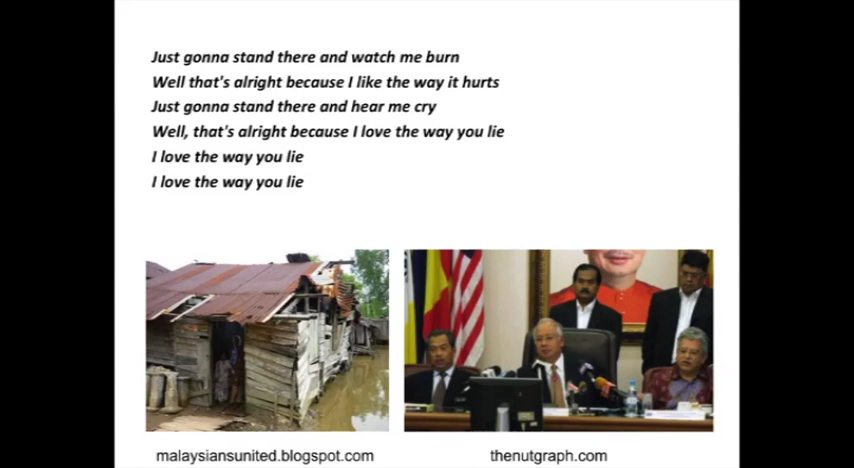 Just gonna stand there and watch me burn
Well that's alright because I like the way it hurts
Just gonna stand there and hear me cry
Well, that's alright because I love the way you lie
I love the way you lie
I love the way you lie
malaysiansunited.blogspot.com
thenutgraph.com